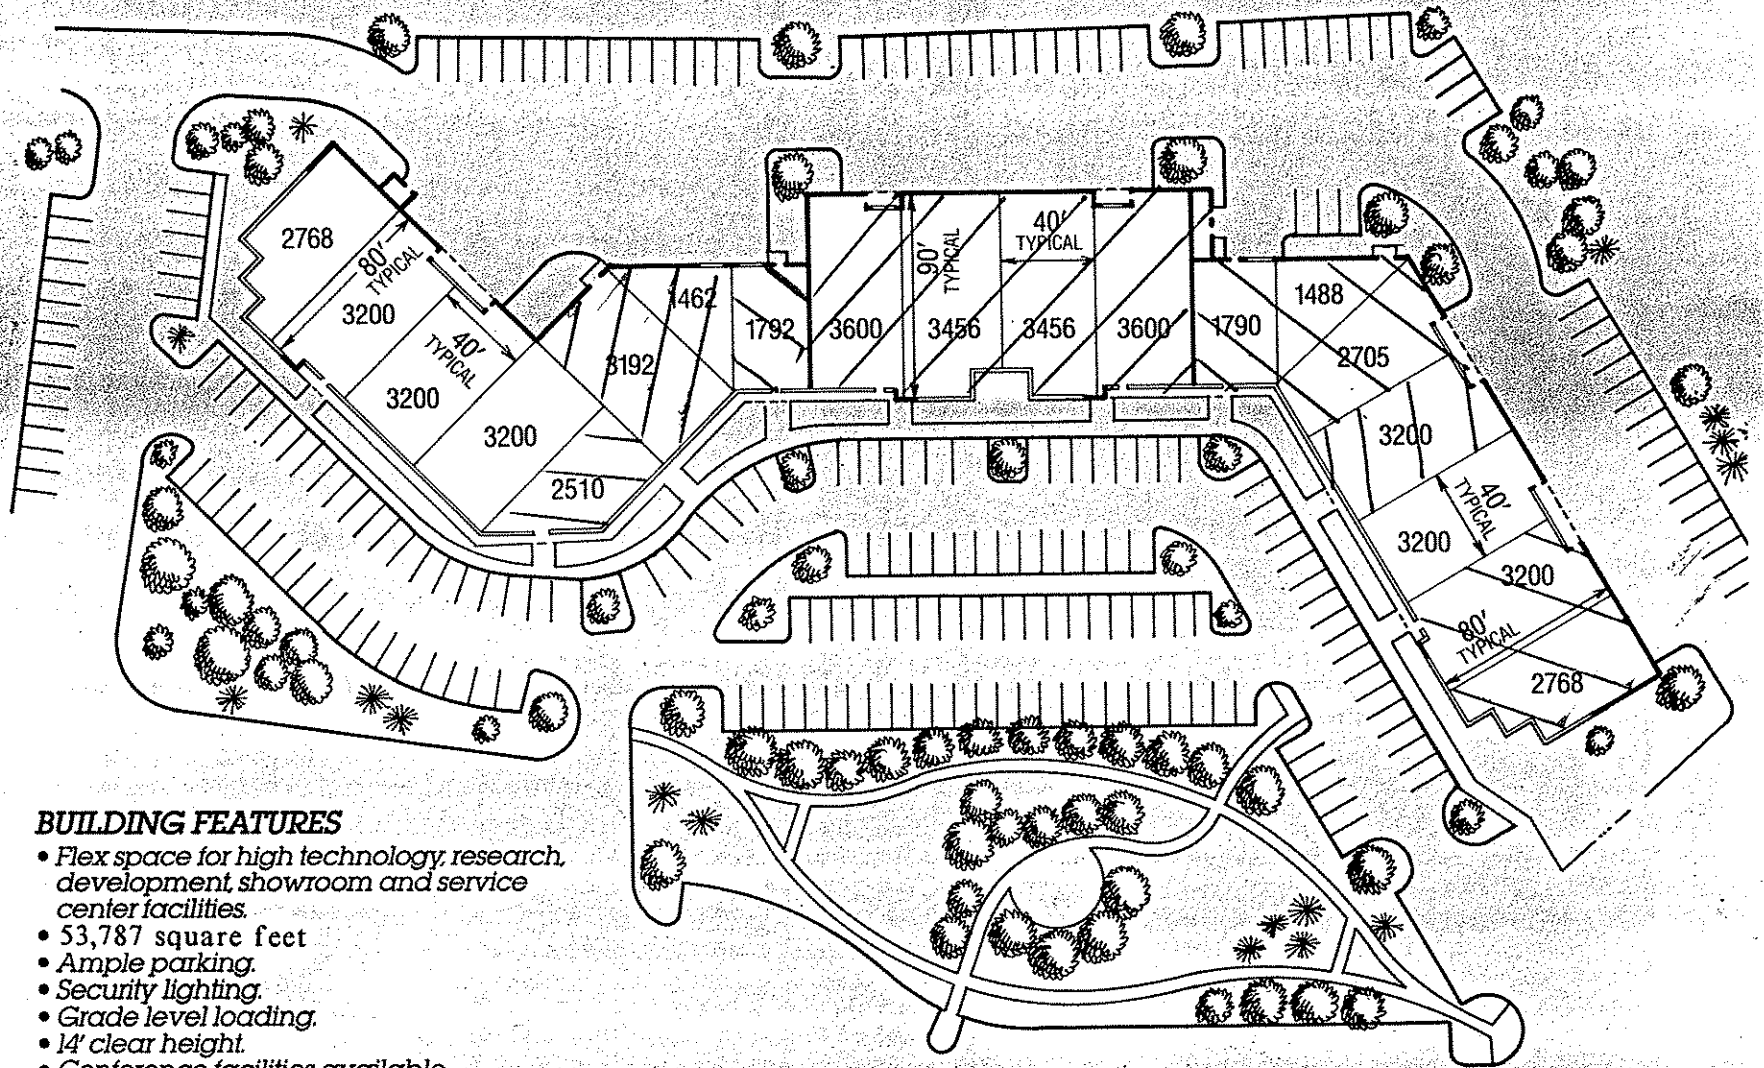 2768
80'
TYPICAL
3200
40'
TYPICAL
3200
3200
2510
3192
1462
1792
3600
90'
TYPICAL
3456
40'
TYPICAL
3456
3600
1790
1488
2705
3200
40'
TYPICAL
3200
3200
80'
TYPICAL
2768
BUILDING FEATURES
• Flex space for high technology, research,
development, showroom and service
center facilities.
• 53,787 square feet
• Ample parking.
• Security lighting.
• Grade level loading.
• 14' clear height.
• Conference facilities available